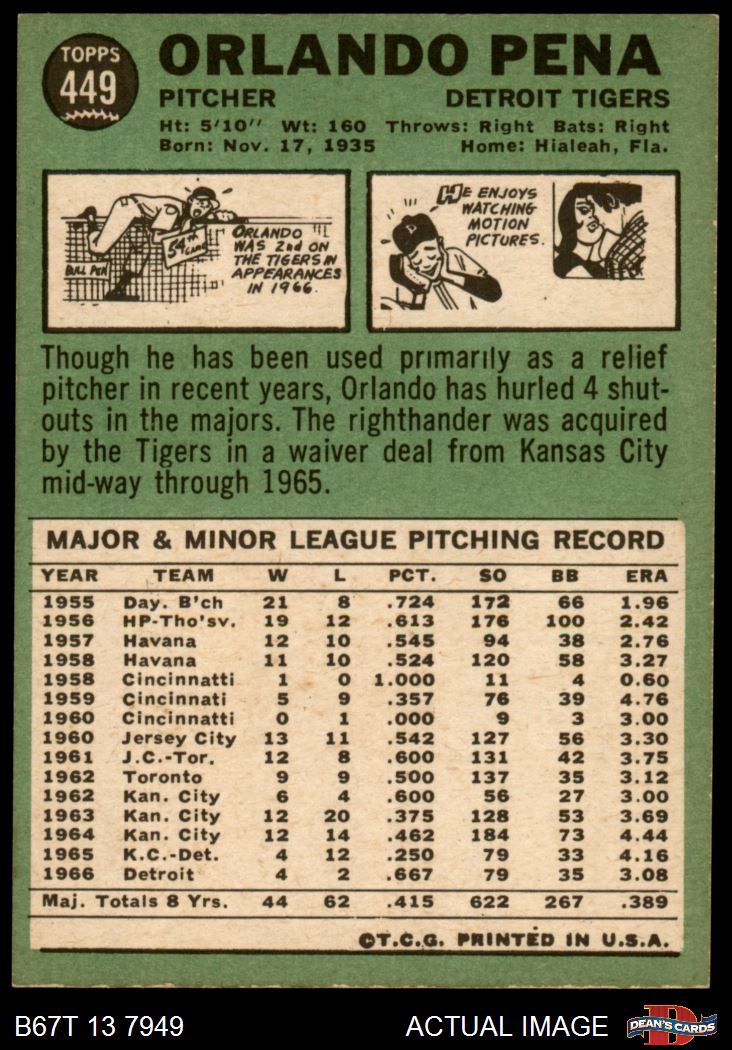 TOPPS
449
ORLANDO PENA
PITCHER DETROIT TIGERS
Ht: 5'10" Wt: 160 Throws: Right Bats: Right
Born: Nov. 17, 1935 Home: Hialeah, Fla.
54TH GAME
BULL PEN
ORLANDO
WAS 2nd ON
THE TIGERS IN
APPEARANCES
IN 1966.
HE ENJOYS
WATCHING
MOTION
PICTURES.
Though he has been used primarily as a relief
pitcher in recent years, Orlando has hurled 4 shut-
outs in the majors. The righthander was acquired
by the Tigers in a waiver deal from Kansas City
mid-way through 1965.
MAJOR & MINOR LEAGUE PITCHING RECORD
YEAR TEAM W L PCT. SO BB ERA
1955 Day. B'ch 21 8 .724 172 66 1.96
1956 HP-Tho'sv. 19 12 .613 176 100 2.42
1957 Havana 12 10 .545 94 38 2.76
1958 Havana 11 10 .524 120 58 3.27
1958 Cincinnatti 1 0 1.000 11 4 0.60
1959 Cincinnati 5 9 .357 76 39 4.76
1960 Cincinnatti 0 1 .000 9 3 3.00
1960 Jersey City 13 11 .542 127 56 3.30
1961 J.C.-Tor. 12 8 .600 131 42 3.75
1962 Toronto 9 9 .500 137 35 3.12
1962 Kan. City 6 4 .600 56 27 3.00
1963 Kan. City 12 20 .375 128 53 3.69
1964 Kan. City 12 14 .462 184 73 4.44
1965 K.C.-Det. 4 12 .250 79 33 4.16
1966 Detroit 4 2 .667 79 35 3.08
Maj. Totals 8 Yrs. 44 62 .415 622 267 .389
©T.C.G. PRINTED IN U.S.A.
B67T 13 7949 ACTUAL IMAGE DEAN'S CARDS